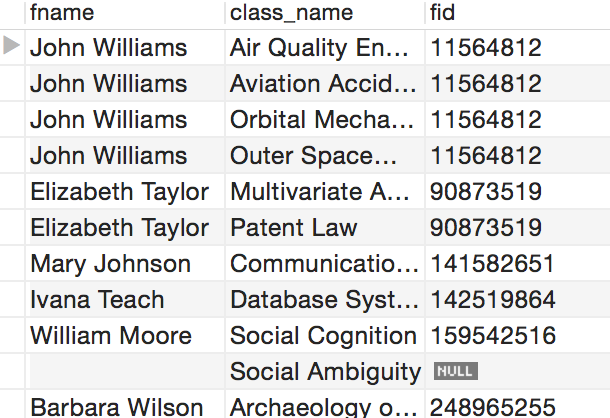 fname class_name fid
John Williams Air Quality En... 11564812
John Williams Aviation Accid... 11564812
John Williams Orbital Mecha... 11564812
John Williams Outer Space... 11564812
Elizabeth Taylor Multivariate A... 90873519
Elizabeth Taylor Patent Law 90873519
Mary Johnson Communicatio... 141582651
Ivana Teach Database Syst... 142519864
William Moore Social Cognition 159542516
Social Ambiguity NULL
Barbara Wilson Archaeology o... 248965255